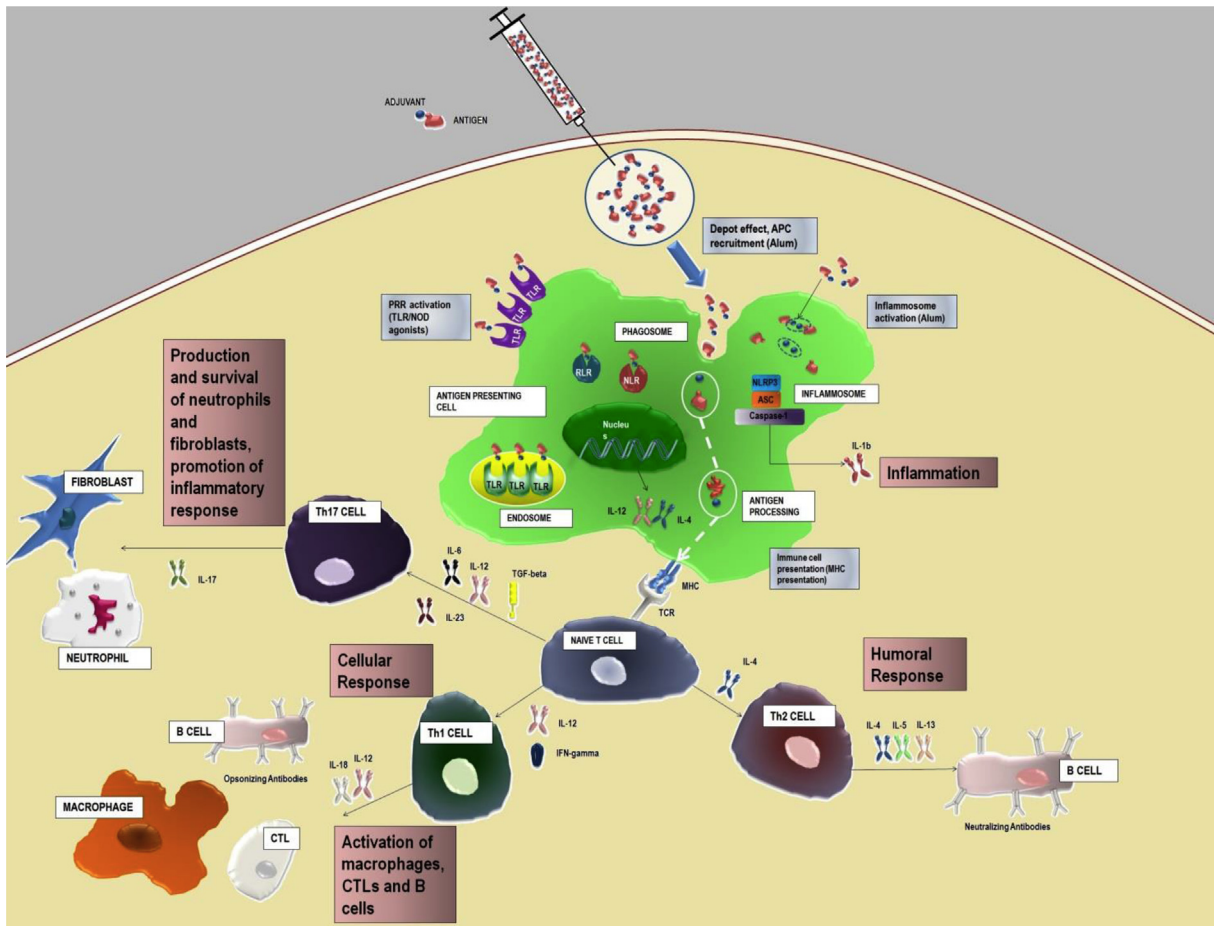 ADJUVANT
ANTIGEN
Depot effect, APC
recruitment (Alum)
PRR activation
(TLR/NOD
agonists)
TLR
TLR
TLR
PHAGOSOME
Inflammosome
activation (Alum)
RLR
NLR
NLRP3
ASC
Caspase-1
INFLAMMOSOME
ANTIGEN PRESENTING
CELL
Nucleu
s
IL-1b
Inflammation
TLR
TLR
TLR
ENDOSOME
IL-12
IL-4
ANTIGEN
PROCESSING
Immune cell
presentation (MHC
presentation)
MHC
TCR
Production
and survival
of neutrophils
and
fibroblasts,
promotion of
inflammatory
response
FIBROBLAST
Th17 CELL
IL-17
NEUTROPHIL
IL-6
IL-12
TGF-beta
IL-23
NAIVE T CELL
Cellular
Response
IL-4
Humoral
Response
B CELL
Opsonizing Antibodies
Th1 CELL
IL-12
IFN-gamma
IL-18
IL-12
Th2 CELL
IL-4
IL-5
IL-13
B CELL
Neutralizing Antibodies
MACROPHAGE
CTL
Activation of
macrophages,
CTLs and B
cells